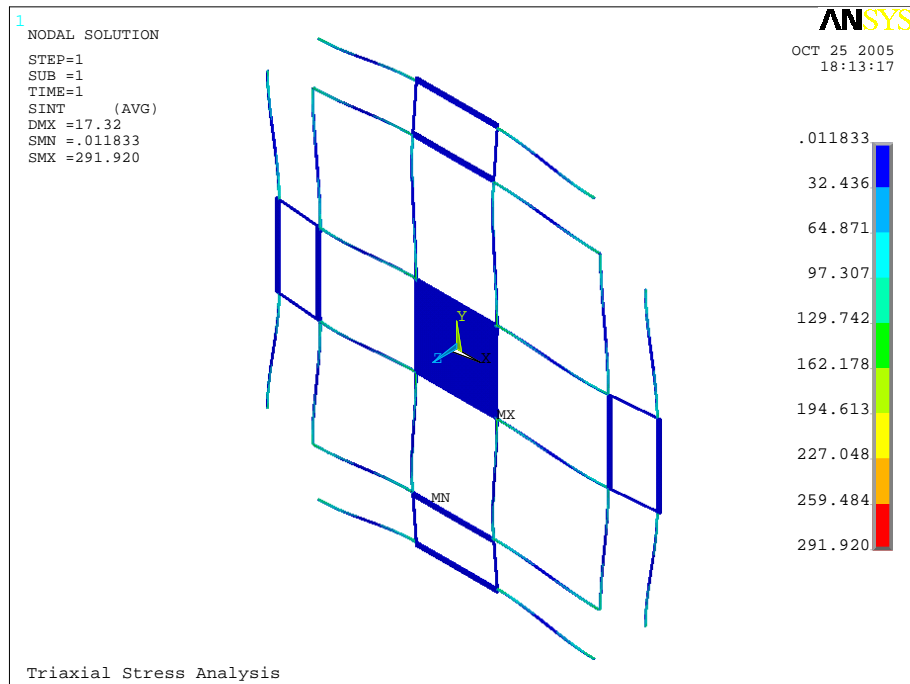 1
NODAL SOLUTION
STEP=1
SUB =1
TIME=1
SINT (AVG)
DMX =17.32
SMN =.011833
SMX =291.920
ANSYS
OCT 25 2005
18:13:17
.011833
32.436
64.871
97.307
129.742
162.178
194.613
227.048
259.484
291.920
Y
Z X
MX
MN
Triaxial Stress Analysis